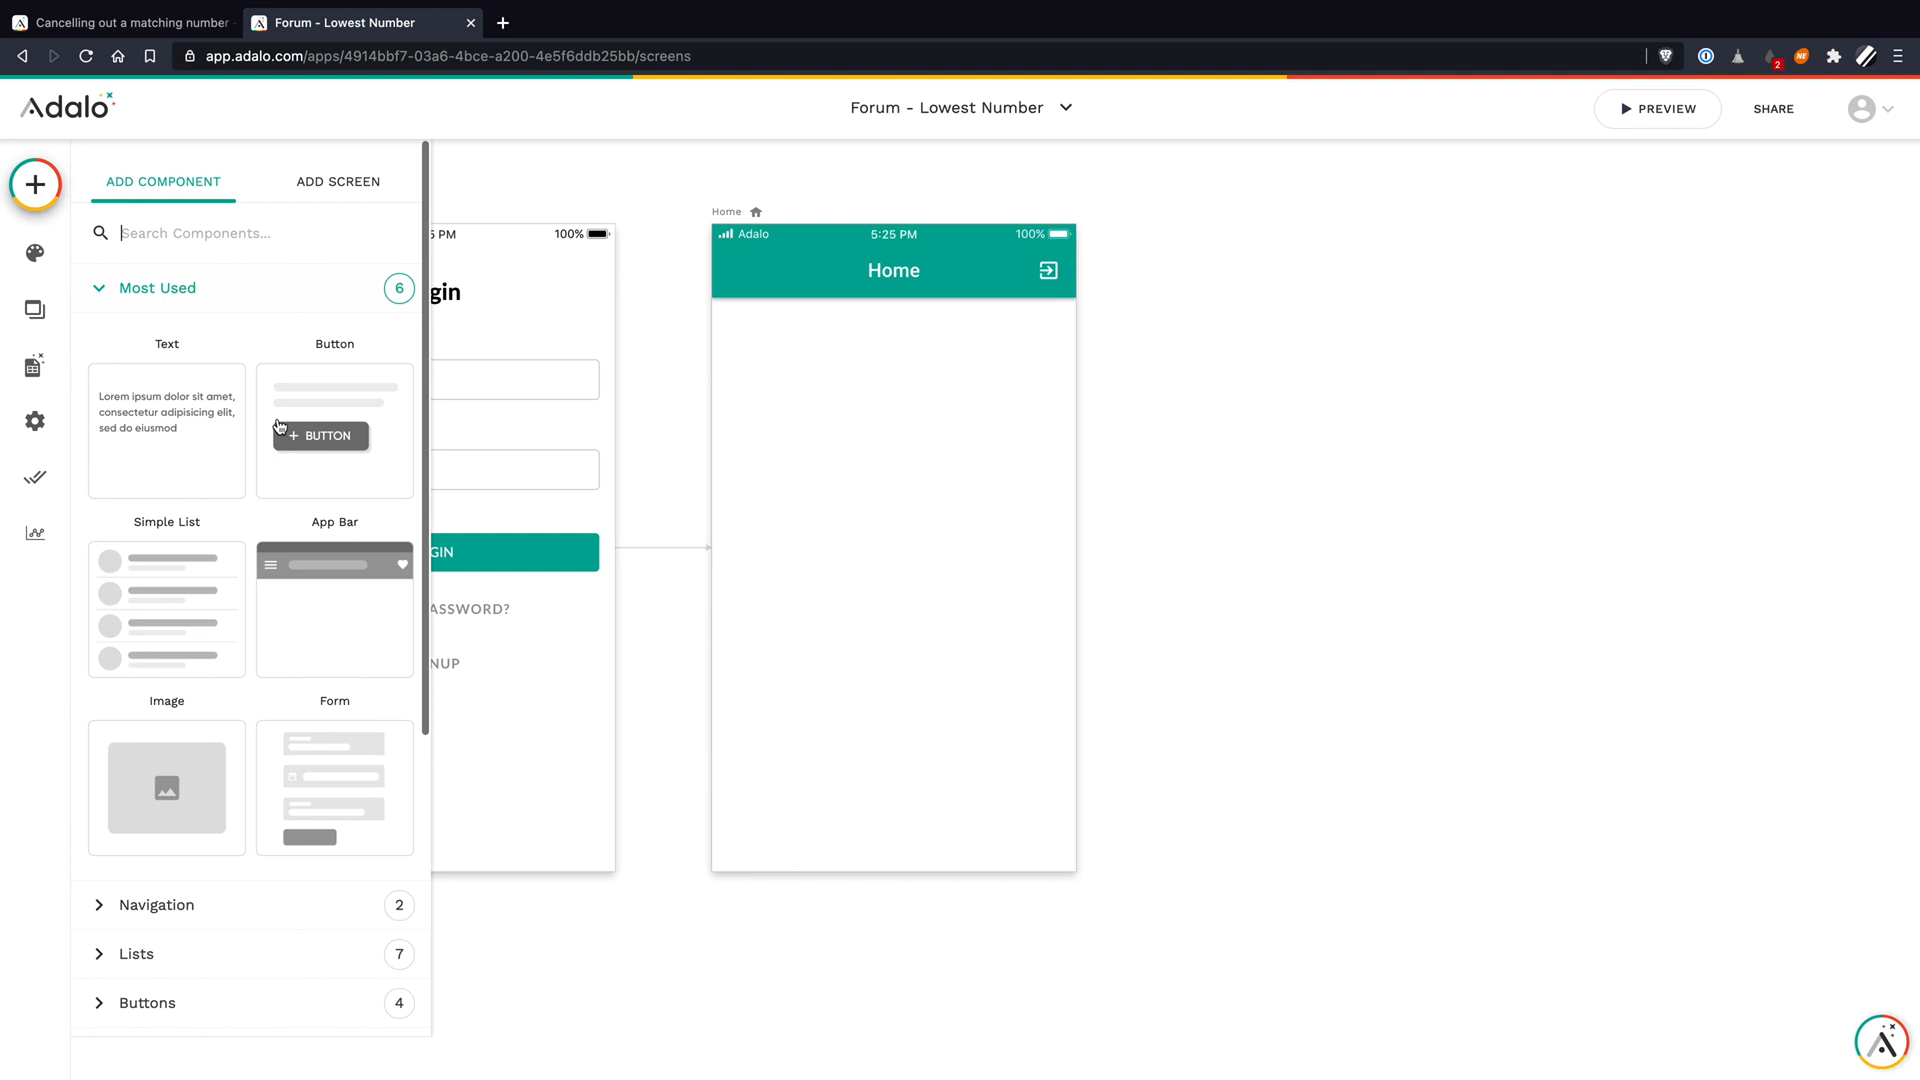 Cancelling out a matching number
Forum - Lowest Number
app.adalo.com/apps/4914bbf7-03a6-4bce-a200-4e5f6ddb25bb/screens
2
NE
Adalo
Forum - Lowest Number
PREVIEW
SHARE
ADD COMPONENT
ADD SCREEN
Search Components...
Most Used
6
Text
Button
Lorem ipsum dolor sit amet,
consectetur adipisicing elit,
sed do eiusmod
+ BUTTON
Simple List
App Bar
Image
Form
Navigation
2
Lists
7
Buttons
4
5 PM
100%
gin
GIN
ASSWORD?
NUP
Home
Adalo
5:25 PM
100%
Home